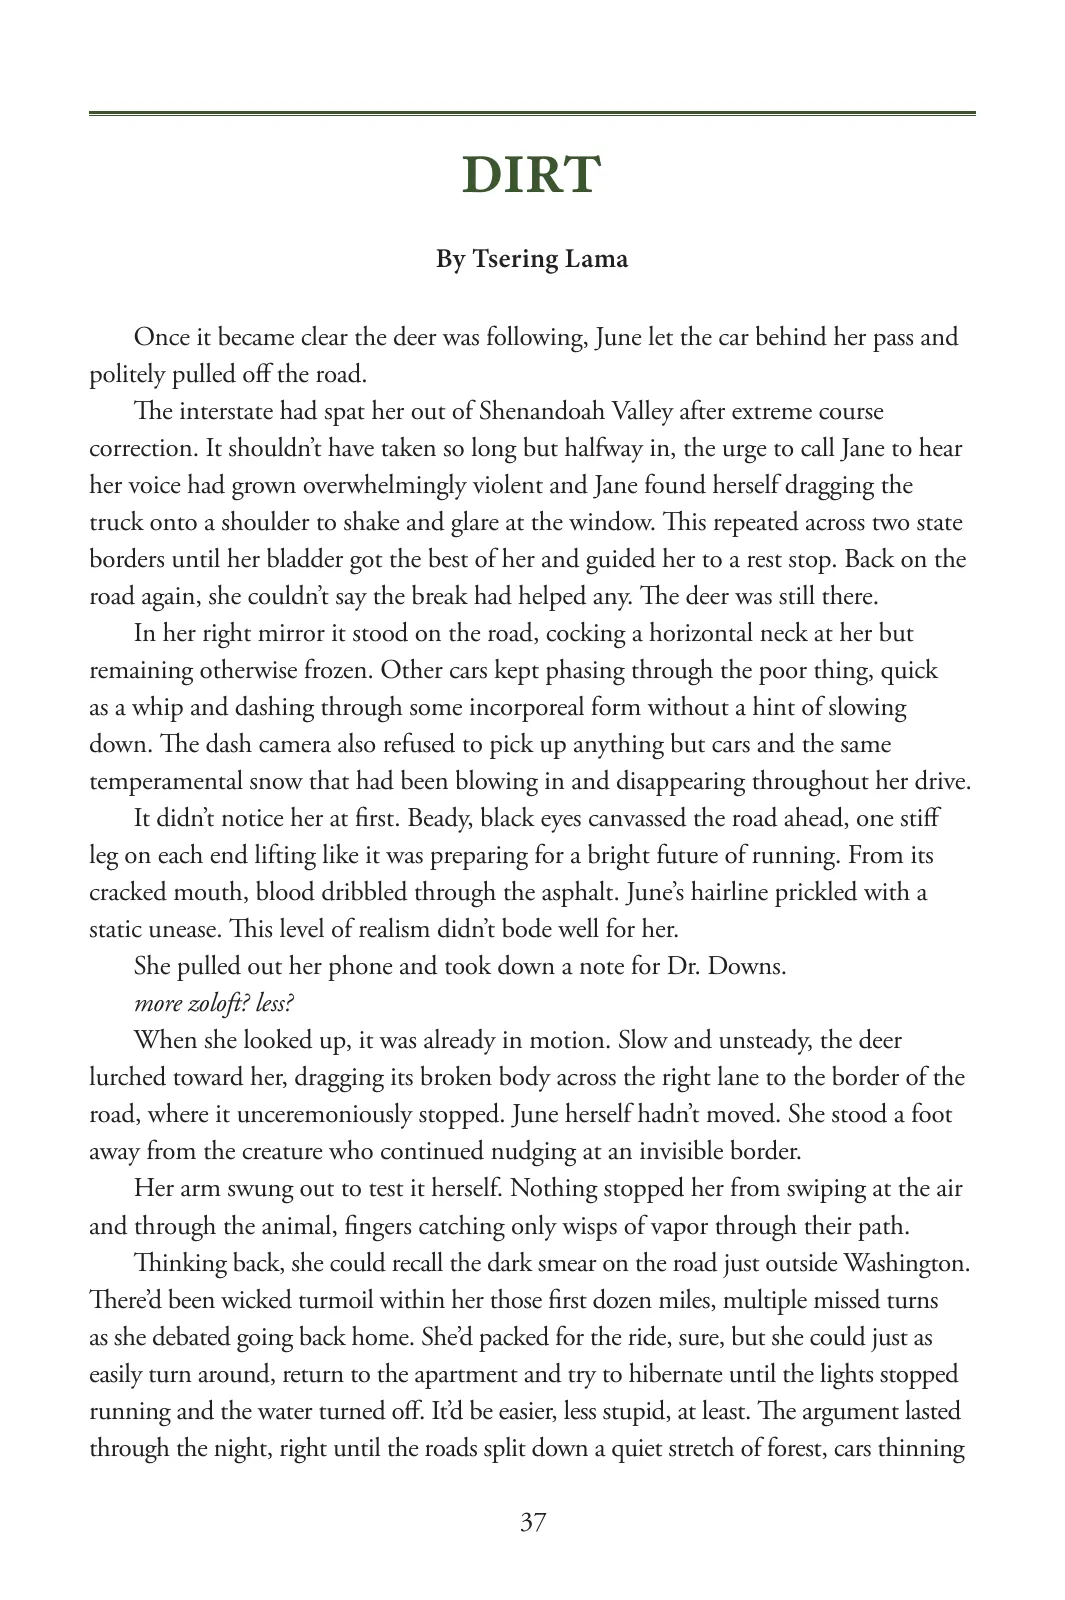 DIRT
By Tsering Lama
Once it became clear the deer was following, June let the car behind her pass and
politely pulled off the road.
The interstate had spat her out of Shenandoah Valley after extreme course
correction. It shouldn’t have taken so long but halfway in, the urge to call Jane to hear
her voice had grown overwhelmingly violent and Jane found herself dragging the
truck onto a shoulder to shake and glare at the window. This repeated across two state
borders until her bladder got the best of her and guided her to a rest stop. Back on the
road again, she couldn’t say the break had helped any. The deer was still there.
In her right mirror it stood on the road, cocking a horizontal neck at her but
remaining otherwise frozen. Other cars kept phasing through the poor thing, quick
as a whip and dashing through some incorporeal form without a hint of slowing
down. The dash camera also refused to pick up anything but cars and the same
temperamental snow that had been blowing in and disappearing throughout her drive.
It didn’t notice her at first. Beady, black eyes canvassed the road ahead, one stiff
leg on each end lifting like it was preparing for a bright future of running. From its
cracked mouth, blood dribbled through the asphalt. June’s hairline prickled with a
static unease. This level of realism didn’t bode well for her.
She pulled out her phone and took down a note for Dr. Downs.
more zoloft? less?
When she looked up, it was already in motion. Slow and unsteady, the deer
lurched toward her, dragging its broken body across the right lane to the border of the
road, where it unceremoniously stopped. June herself hadn’t moved. She stood a foot
away from the creature who continued nudging at an invisible border.
Her arm swung out to test it herself. Nothing stopped her from swiping at the air
and through the animal, fingers catching only wisps of vapor through their path.
Thinking back, she could recall the dark smear on the road just outside Washington.
There’d been wicked turmoil within her those first dozen miles, multiple missed turns
as she debated going back home. She’d packed for the ride, sure, but she could just as
easily turn around, return to the apartment and try to hibernate until the lights stopped
running and the water turned off. It’d be easier, less stupid, at least. The argument lasted
through the night, right until the roads split down a quiet stretch of forest, cars thinning
37